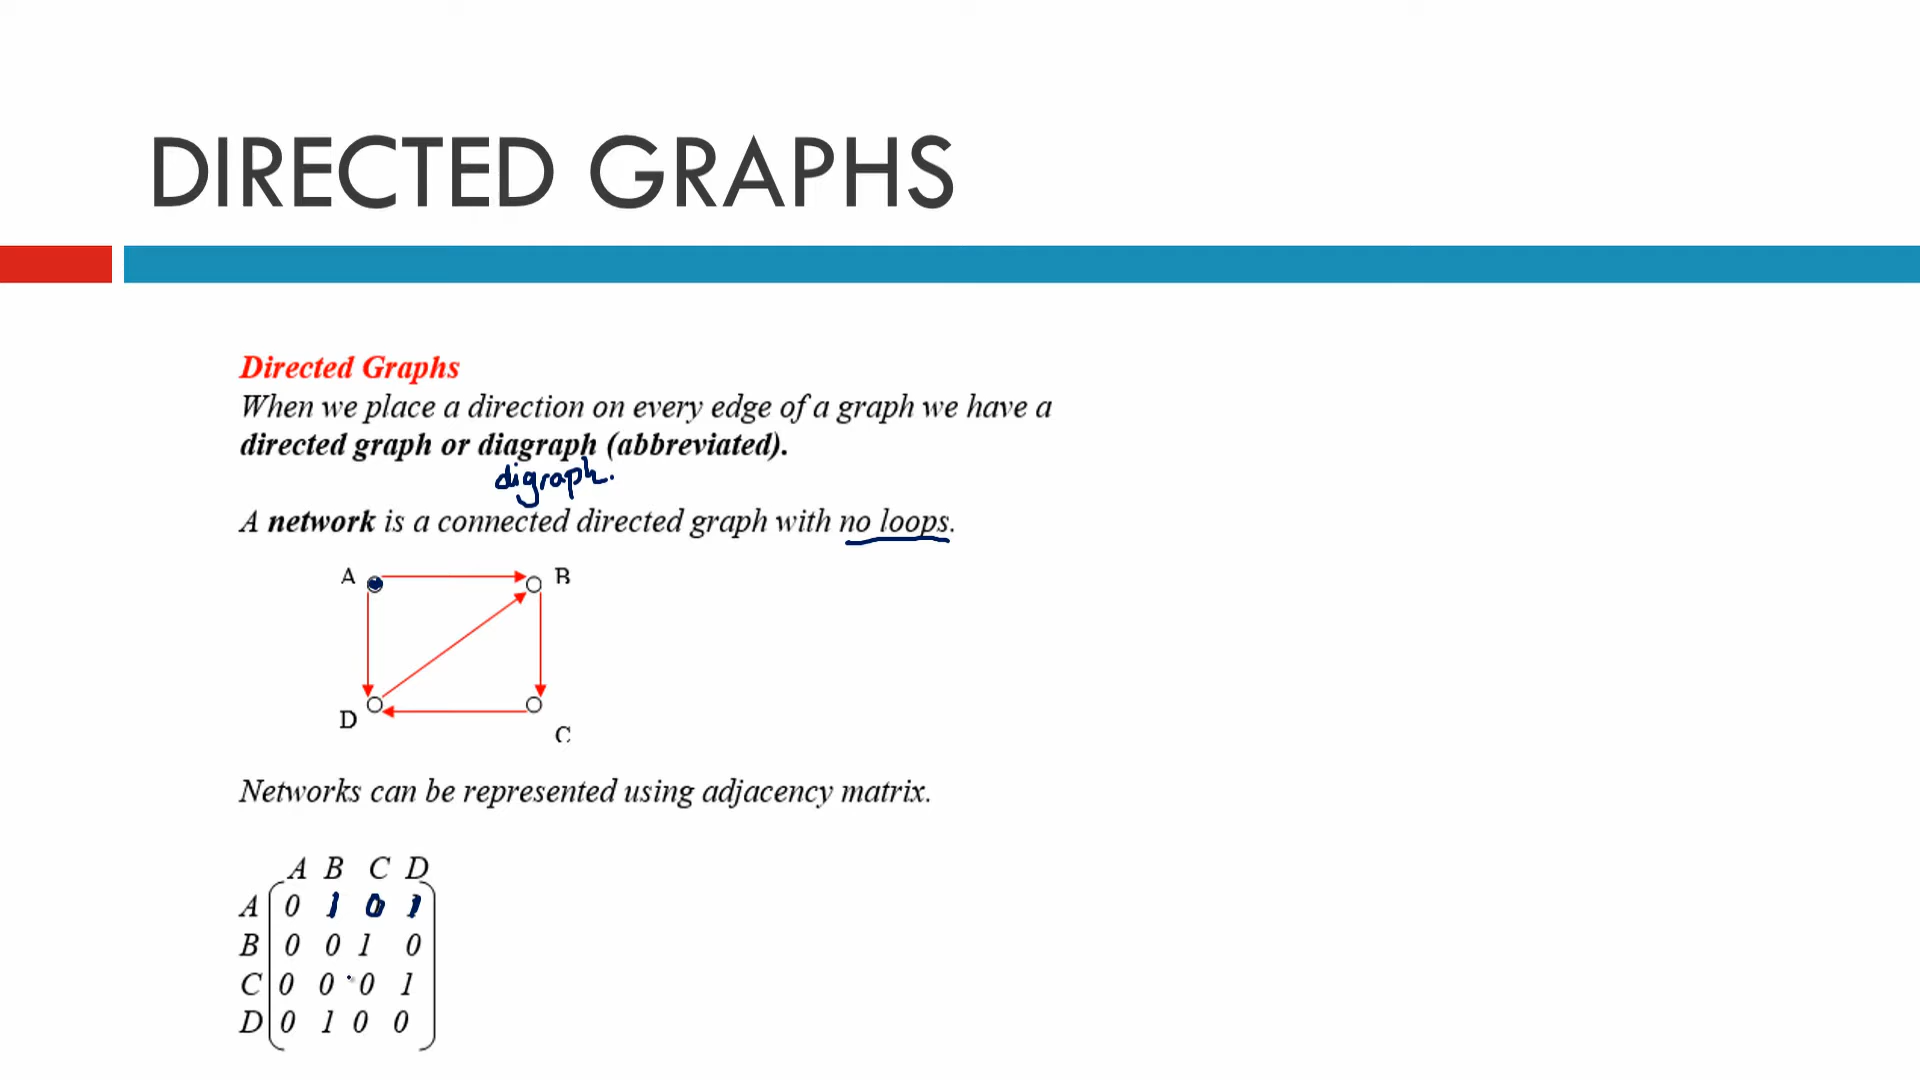 DIRECTED GRAPHS
Directed Graphs
When we place a direction on every edge of a graph we have a
directed graph or diagraph (abbreviated).
digraph.
A network is a connected directed graph with no loops.
A B
D
C
Networks can be represented using adjacency matrix.
A B C D
A 0 1 0 1
B 0 0 1 0
C 0 0 0 1
D 0 1 0 0